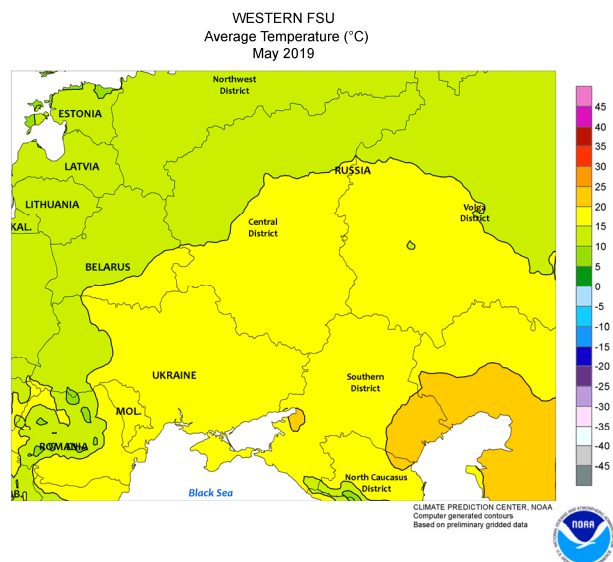 WESTERN FSU
Average Temperature (°C)
May 2019
Northwest
District
ESTONIA
LATVIA
RUSSIA
LITHUANIA
Volga
District
KAL.
Central
District
BELARUS
UKRAINE
Southern
District
MOL.
ROMANIA
North Caucasus
District
Black Sea
45
40
35
30
25
20
15
10
5
0
-5
-10
-15
-20
-25
-30
-35
-40
-45
CLIMATE PREDICTION CENTER, NOAA
Computer generated contours
Based on preliminary gridded data
NOAA